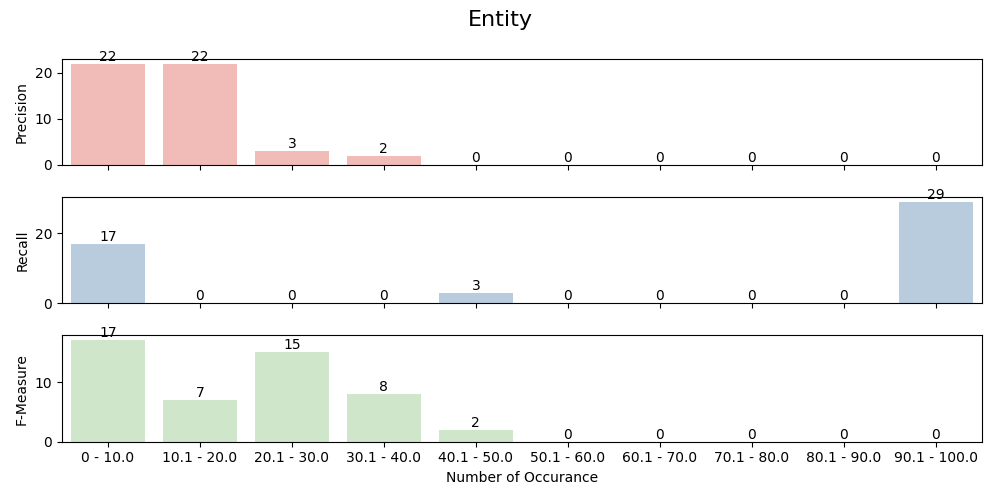 Entity
22 22 3 2 0 0 0 0 0 0
Precision
20
10
0
17 0 0 0 3 0 0 0 0 29
Recall
20
0
17 7 15 8 2 0 0 0 0 0
F-Measure
10
0
0 - 10.0 10.1 - 20.0 20.1 - 30.0 30.1 - 40.0 40.1 - 50.0 50.1 - 60.0 60.1 - 70.0 70.1 - 80.0 80.1 - 90.0 90.1 - 100.0
Number of Occurance